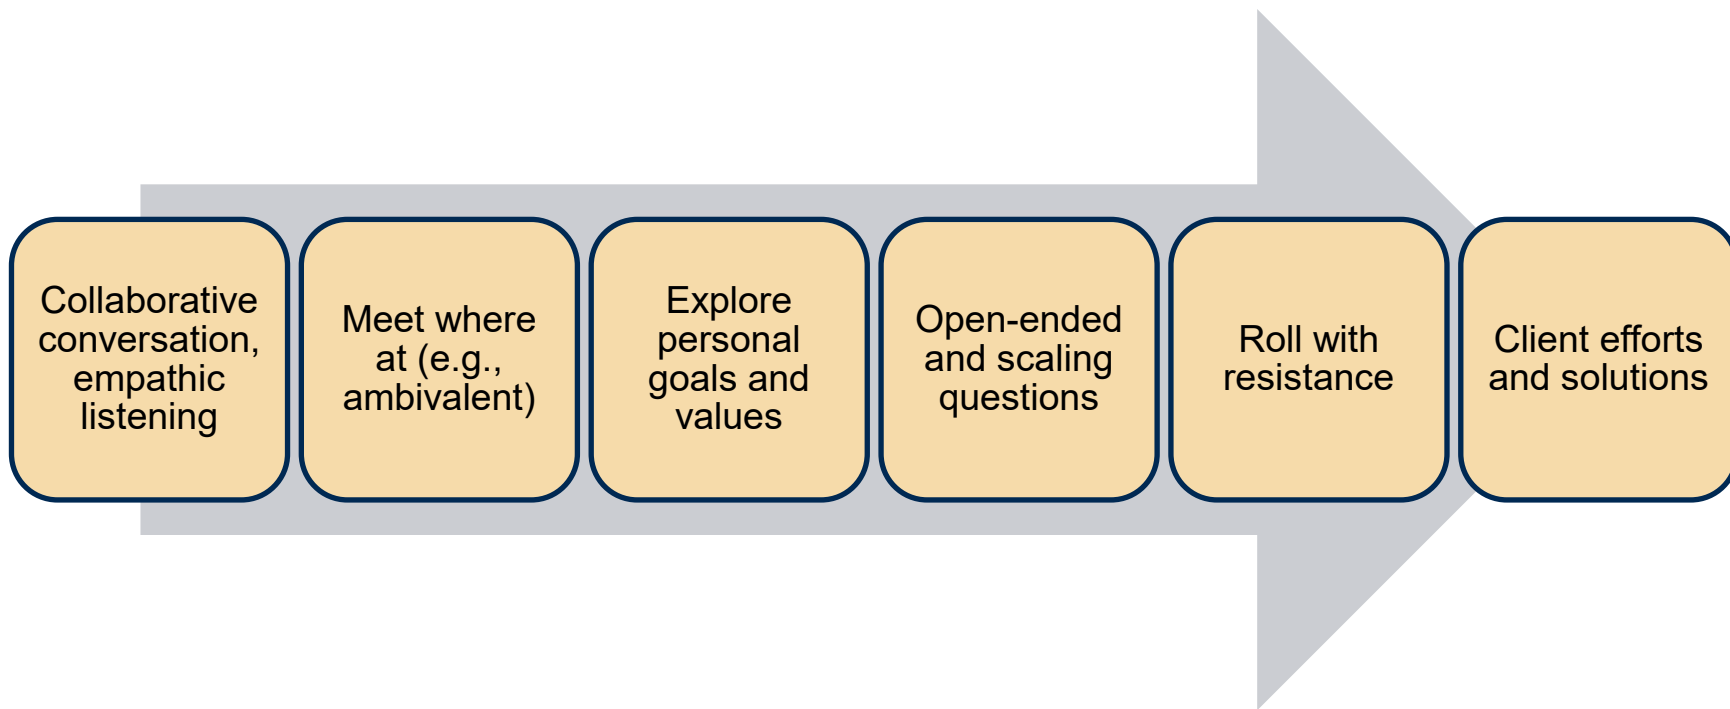 Collaborative
conversation,
empathic
listening
Meet where
at (e.g.,
ambivalent)
Explore
personal
goals and
values
Open-ended
and scaling
questions
Roll with
resistance
Client efforts
and solutions